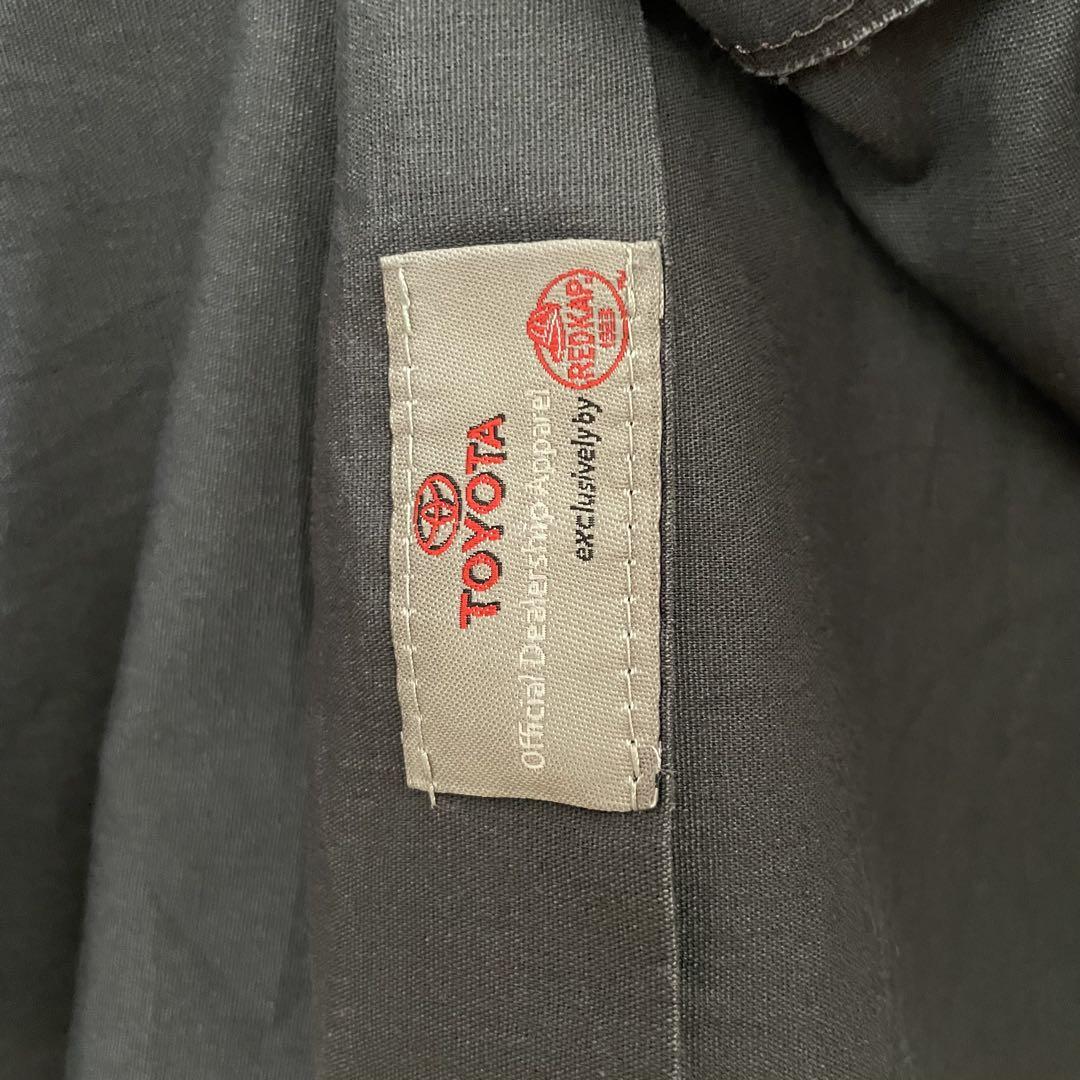 TOYOTA
Official Dealership Apparel
exclusively by
REDKAP.
1923